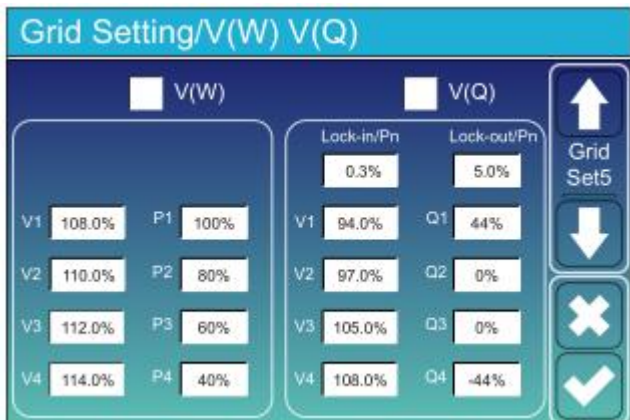 Grid Setting/V(W) V(Q)
V(W) V(Q)
Lock-in/Pn Lock-out/Pn
0.3% 5.0%
V1 108.0% P1 100% V1 94.0% Q1 44%
V2 110.0% P2 80% V2 97.0% Q2 0%
V3 112.0% P3 60% V3 105.0% Q3 0%
V4 114.0% P4 40% V4 108.0% Q4 -44%
Grid
Set5